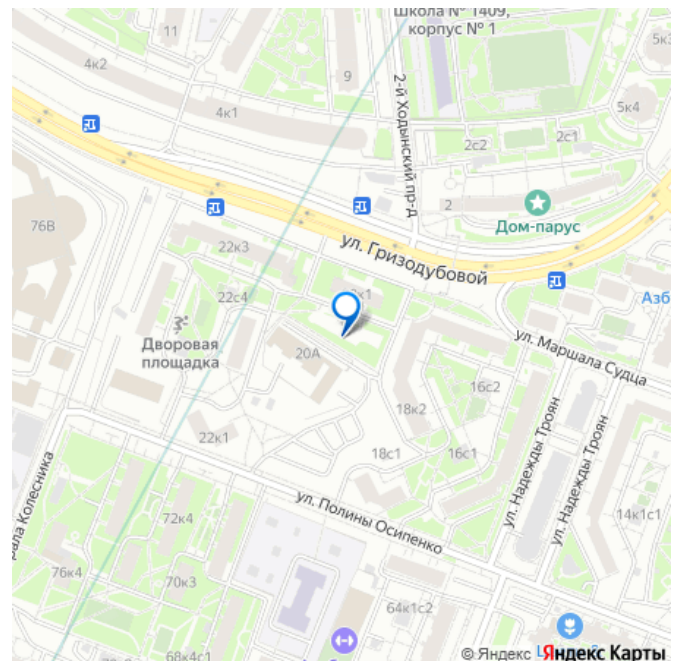 Школа № 1409,
корпус № 1
11
5к3
4к2
9
2-й Ходынский пр-д
4к1
5к4
2с2
2с1
2
Дом-парус
76В
22к3
ул. Гризодубовой
22с4
Азб
ул. Маршала Судца
Дворовая
площадка
20А
16с2
18к2
22к1
18с1
16с1
ул. Надежды Троян
ул. Надежды Троян
ул. Полины Осипенко
14к1с1
рала Колесника
72к4
76к4
70к3
64к1с2
68к4с1
© Яндекс
Яндекс Карты